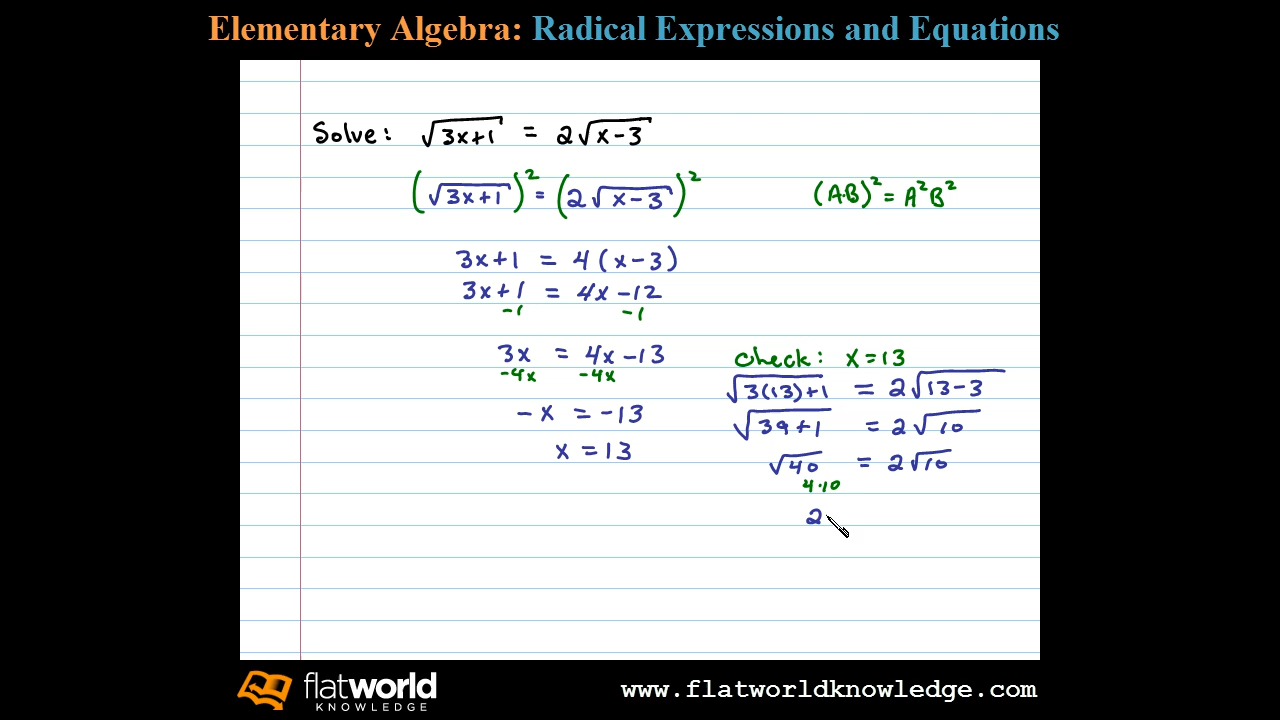 Elementary Algebra: Radical Expressions and Equations
Solve: √(3x+1) = 2√(x-3)
(√(3x+1))² = (2√(x-3))²
(A·B)² = A²B²
3x+1 = 4(x-3)
3x+1 = 4x-12
-1 -1
3x = 4x-13
-4x -4x
-x = -13
x = 13
Check: x=13
√(3(13)+1) = 2√(13-3)
√(39+1) = 2√10
√40 = 2√10
4·10
2
flatworld
KNOWLEDGE
www.flatworldknowledge.com